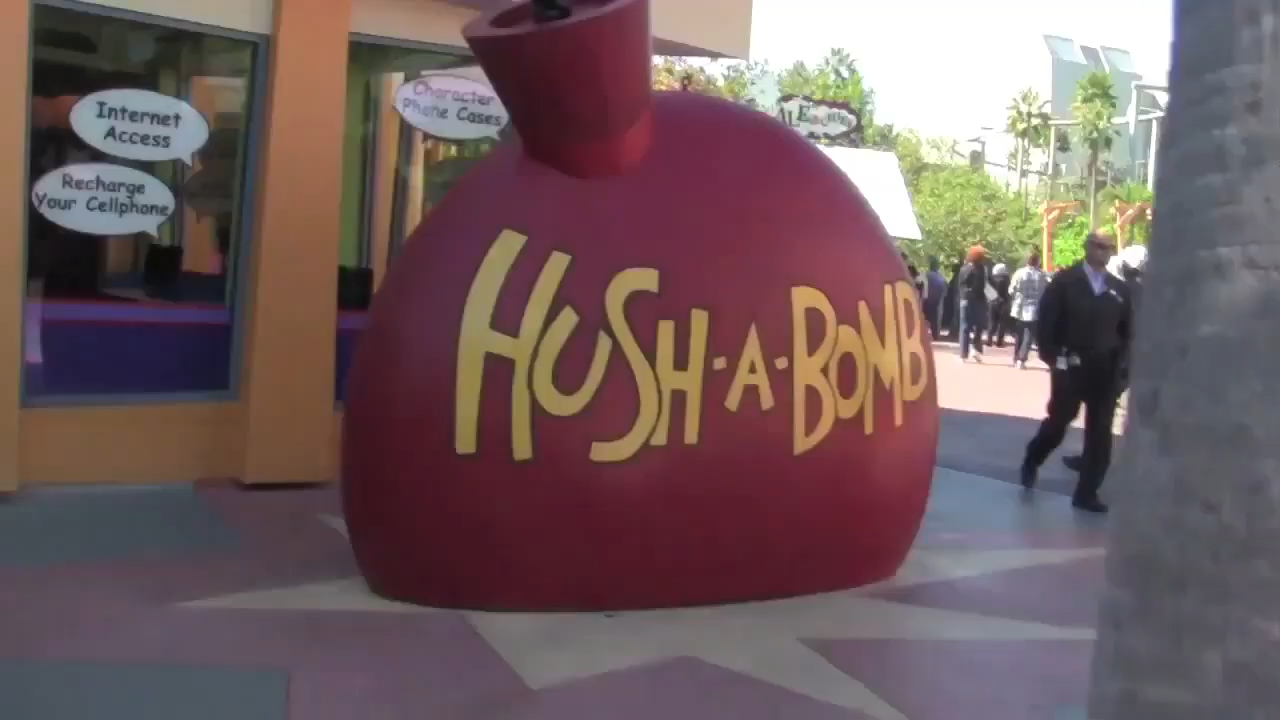 Internet
Access
Recharge
Your Cellphone
Character
Phone Cases
HUSH-A-BOMB